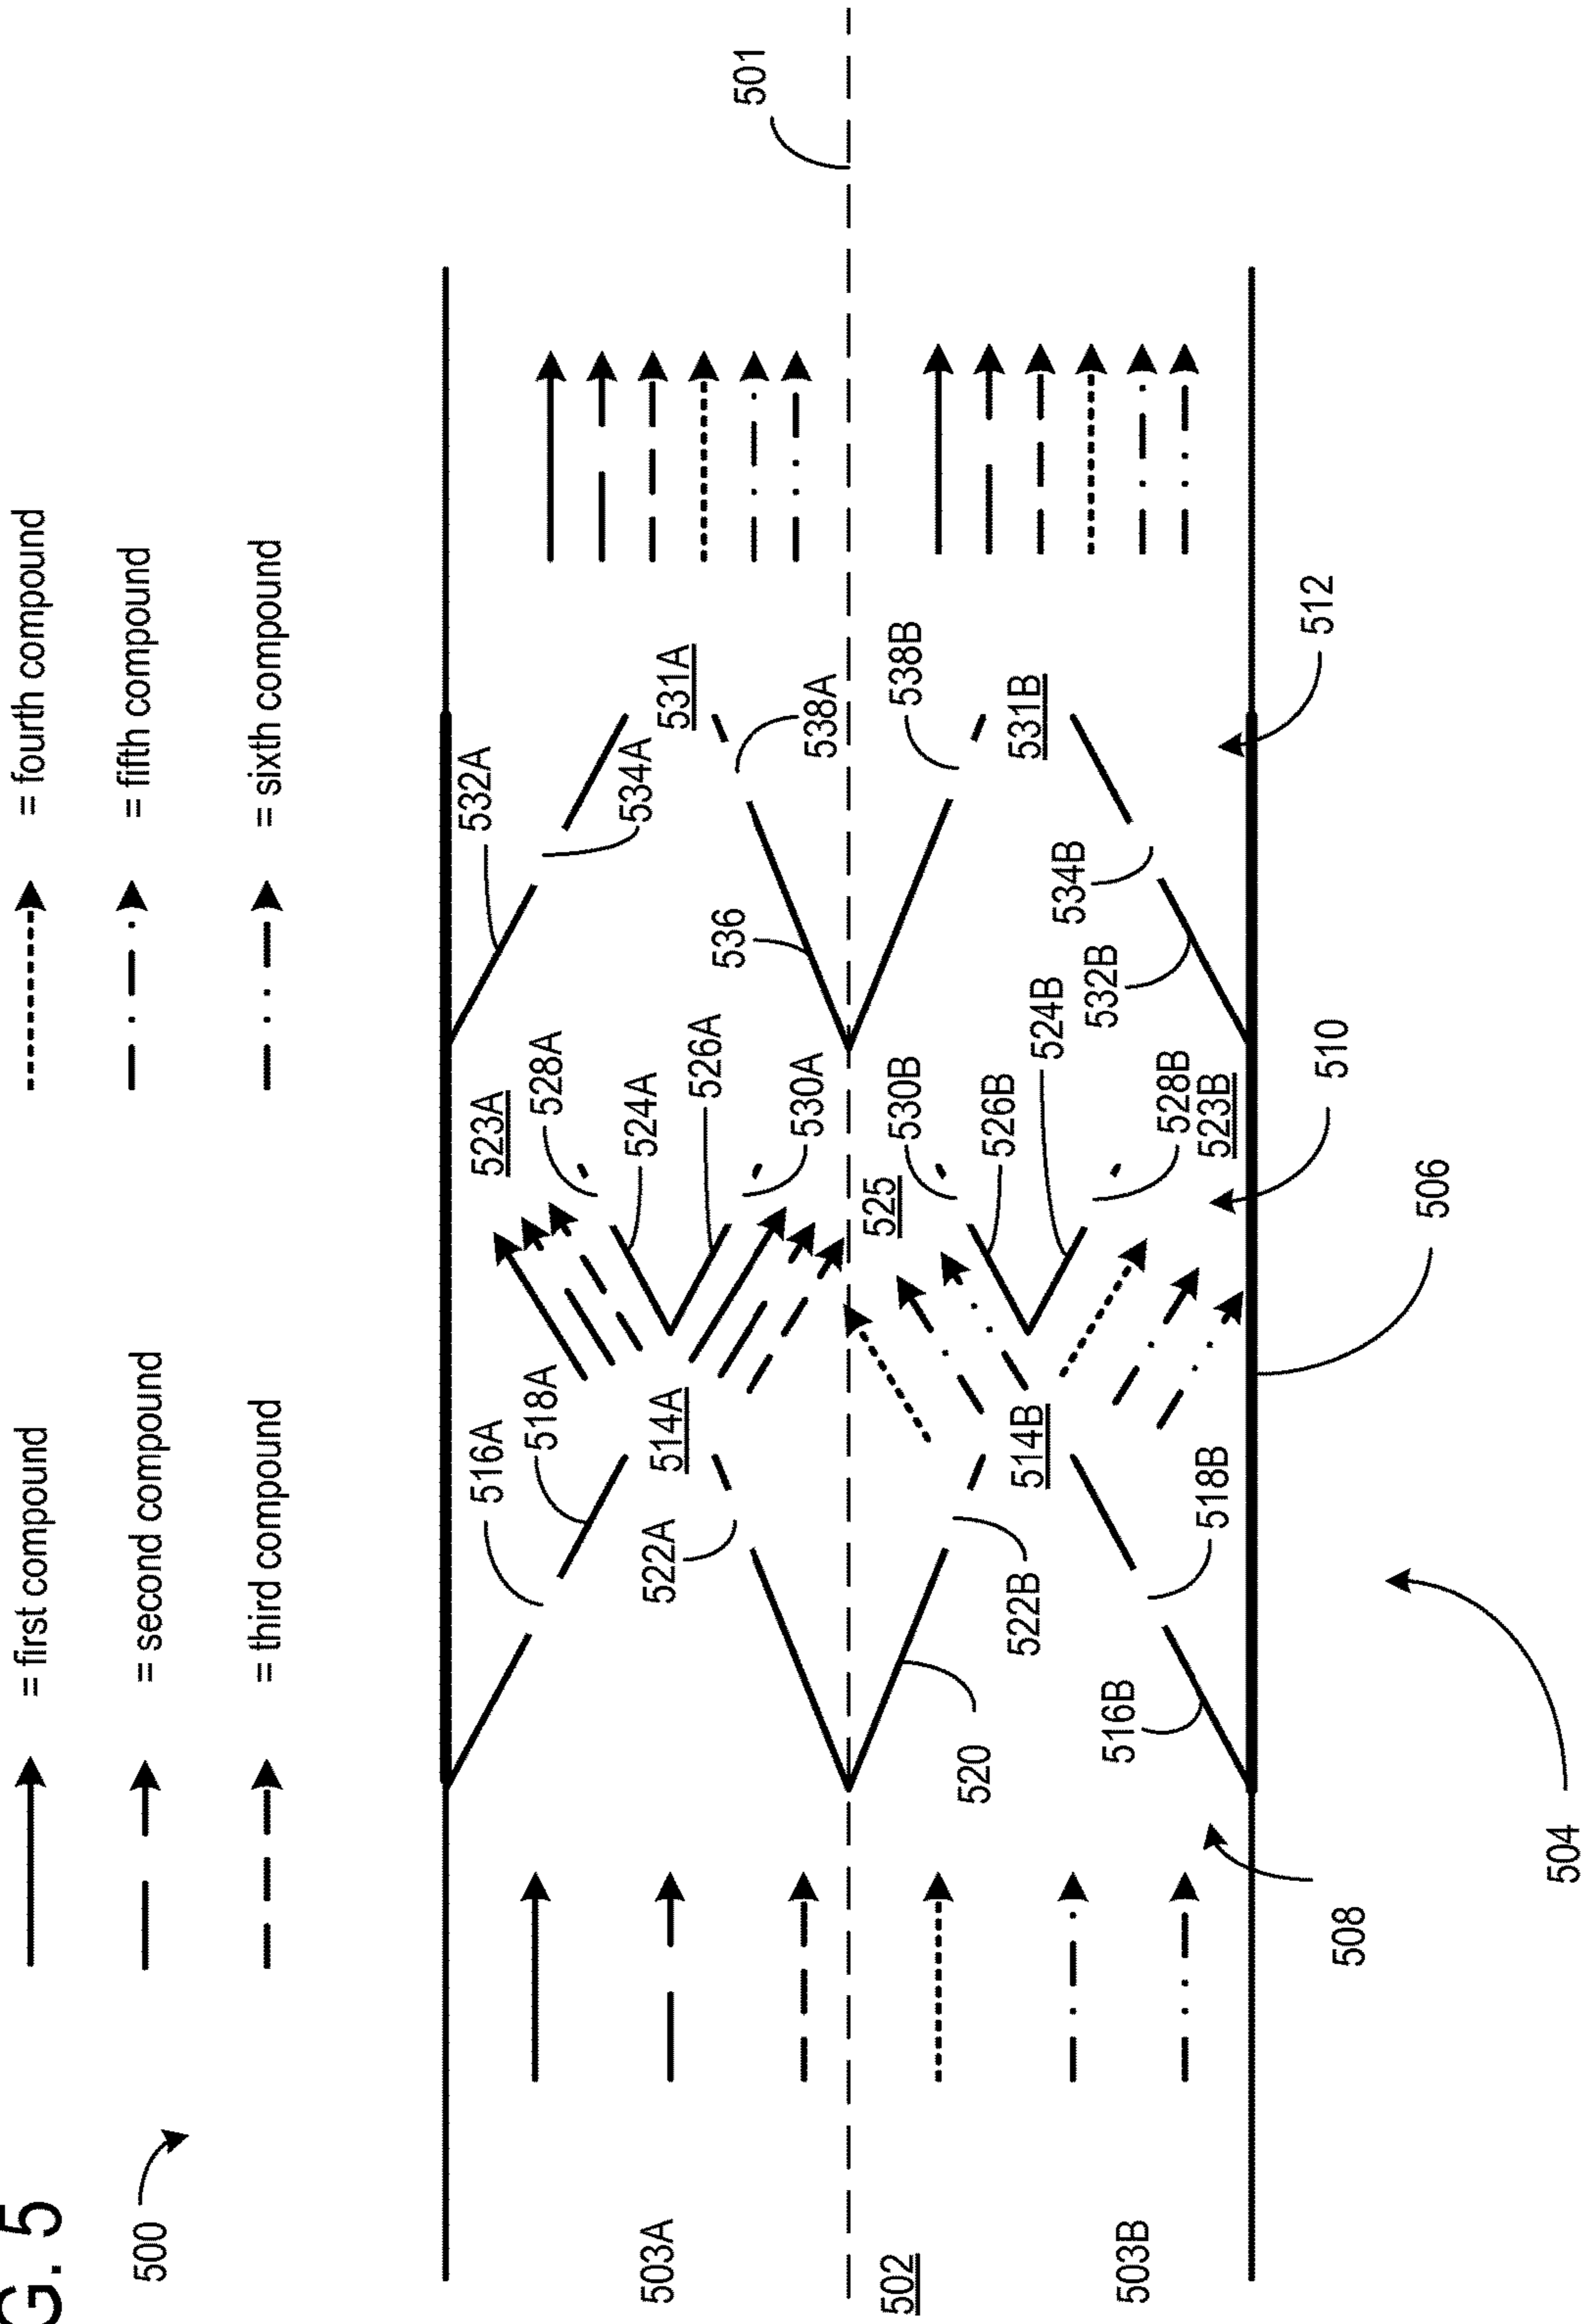 G. 5
= first compound
= fourth compound
= second compound
= fifth compound
= third compound
= sixth compound
500
503A
502
503B
501
516A
518A
514A
522A
523A
528A
524A
526A
530A
532A
534A
531A
538A
536
525
530B
526B
524B
528B
523B
532B
534B
538B
531B
514B
522B
518B
516B
520
506
508
510
512
504